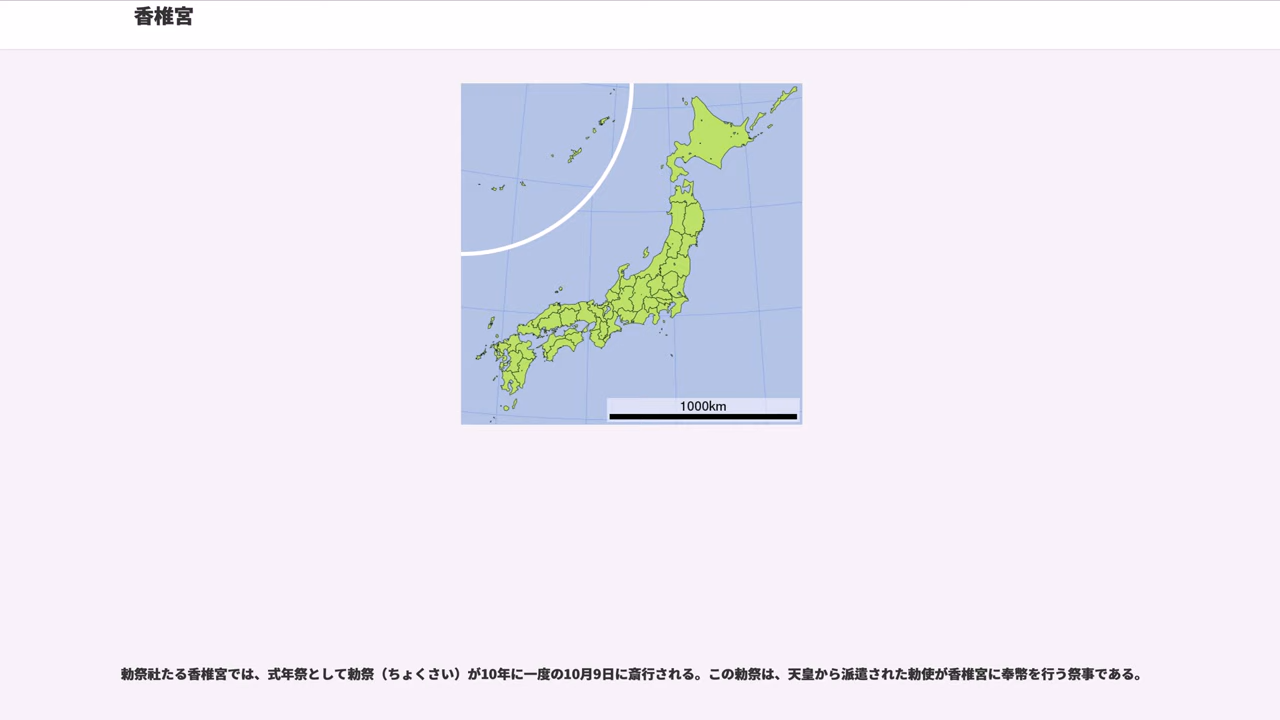 香椎宮
1000km
勅祭社たる香椎宮では、式年祭として勅祭（ちょくさい）が10年に一度の10月9日に斎行される。この勅祭は、天皇から派遣された勅使が香椎宮に奉幣を行う祭事である。